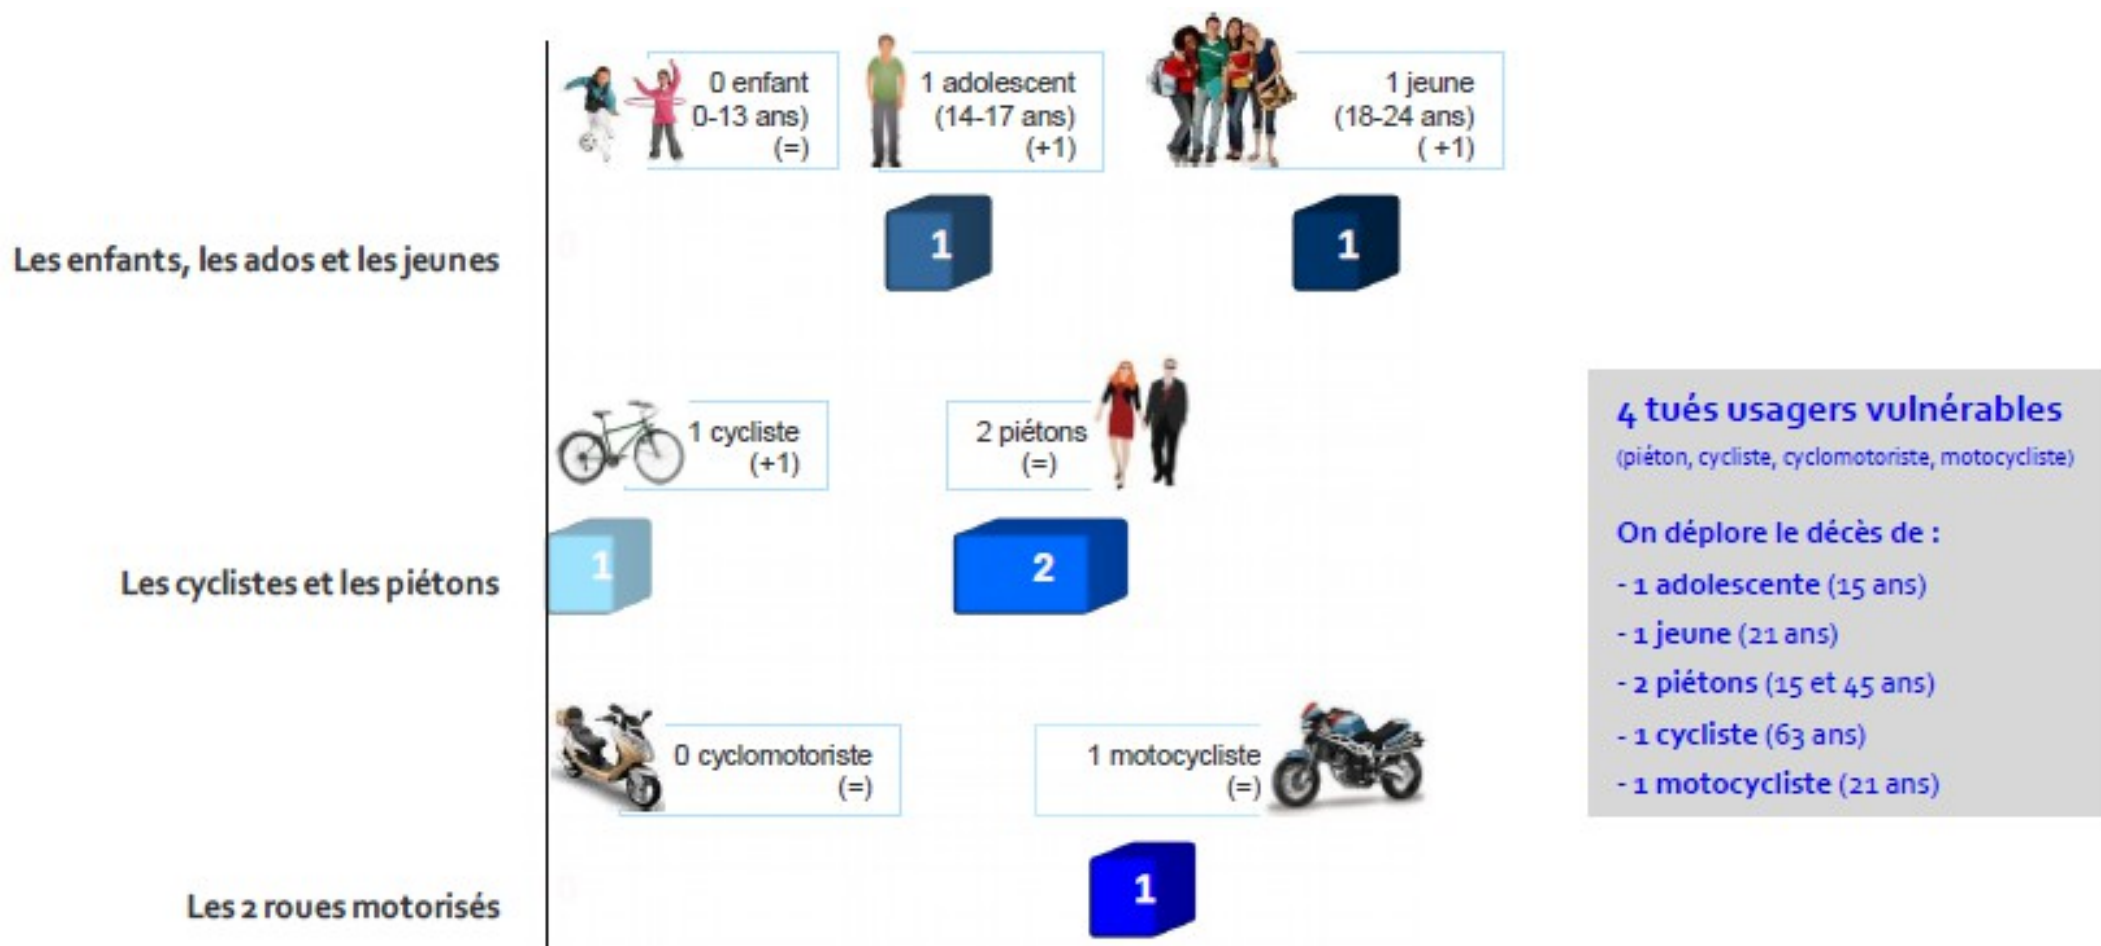 0 enfant
0-13 ans)
(=)
1 adolescent
(14-17 ans)
(+1)
1 jeune
(18-24 ans)
( +1)
Les enfants, les ados et les jeunes
1
1
1 cycliste
(+1)
2 piétons
(=)
Les cyclistes et les piétons
1
2
0 cyclomotoriste
(=)
1 motocycliste
(=)
Les 2 roues motorisés
1
4 tués usagers vulnérables
(piéton, cycliste, cyclomotoriste, motocycliste)
On déplore le décès de :
- 1 adolescente (15 ans)
- 1 jeune (21 ans)
- 2 piétons (15 et 45 ans)
- 1 cycliste (63 ans)
- 1 motocycliste (21 ans)